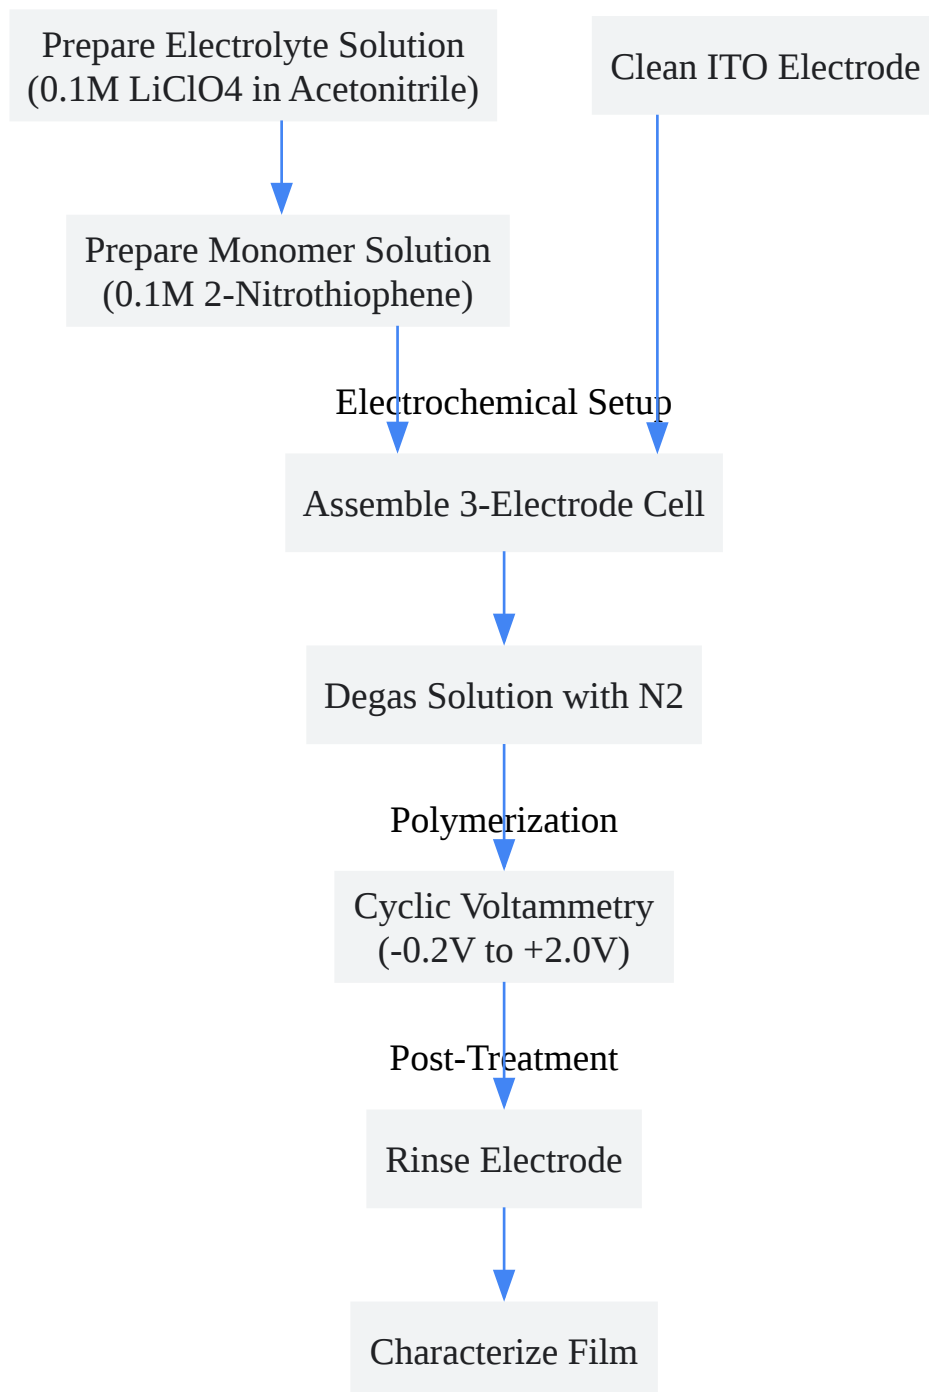 Prepare Electrolyte Solution
(0.1M LiClO4 in Acetonitrile)
Clean ITO Electrode
Prepare Monomer Solution
(0.1M 2-Nitrothiophene)
Electrochemical Setup
Assemble 3-Electrode Cell
Degas Solution with N2
Polymerization
Cyclic Voltammetry
(-0.2V to +2.0V)
Post-Treatment
Rinse Electrode
Characterize Film